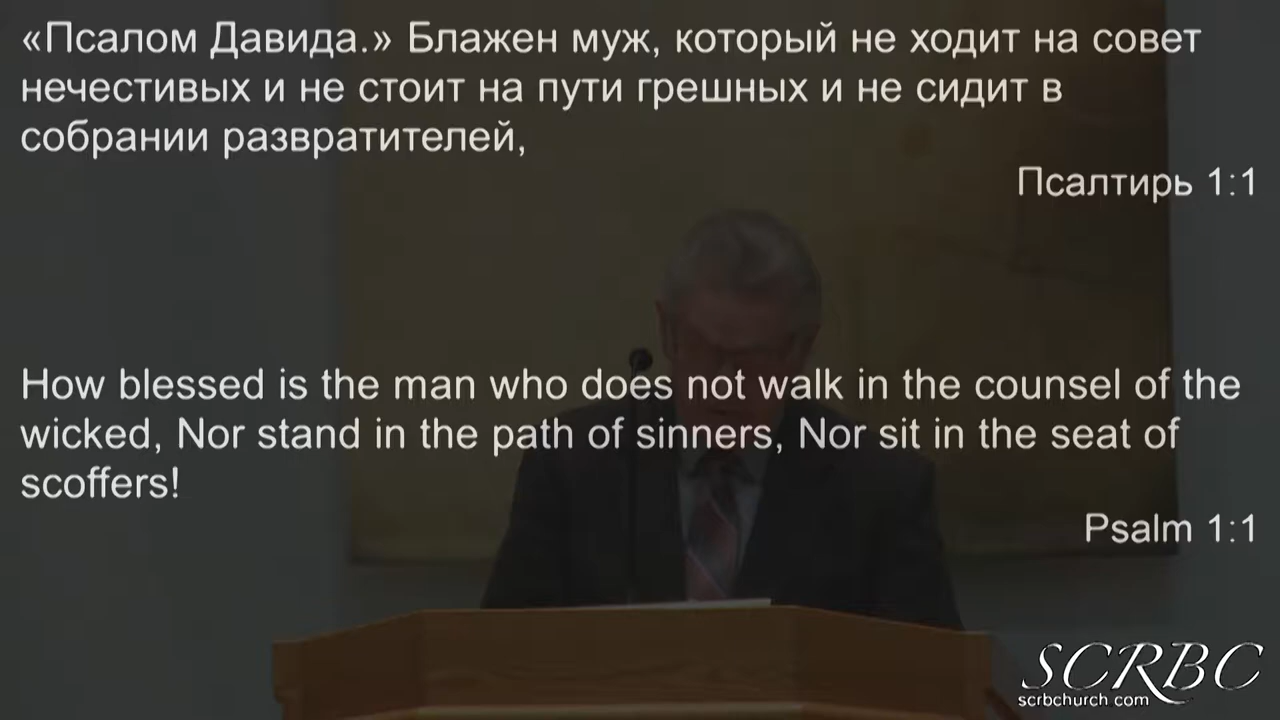 «Псалом Давида.» Блажен муж, который не ходит на совет
нечестивых и не стоит на пути грешных и не сидит в
собрании развратителей,
Псалтирь 1:1
How blessed is the man who does not walk in the counsel of the
wicked, Nor stand in the path of sinners, Nor sit in the seat of
scoffers!
Psalm 1:1
SCRBC
scrbchurch.com